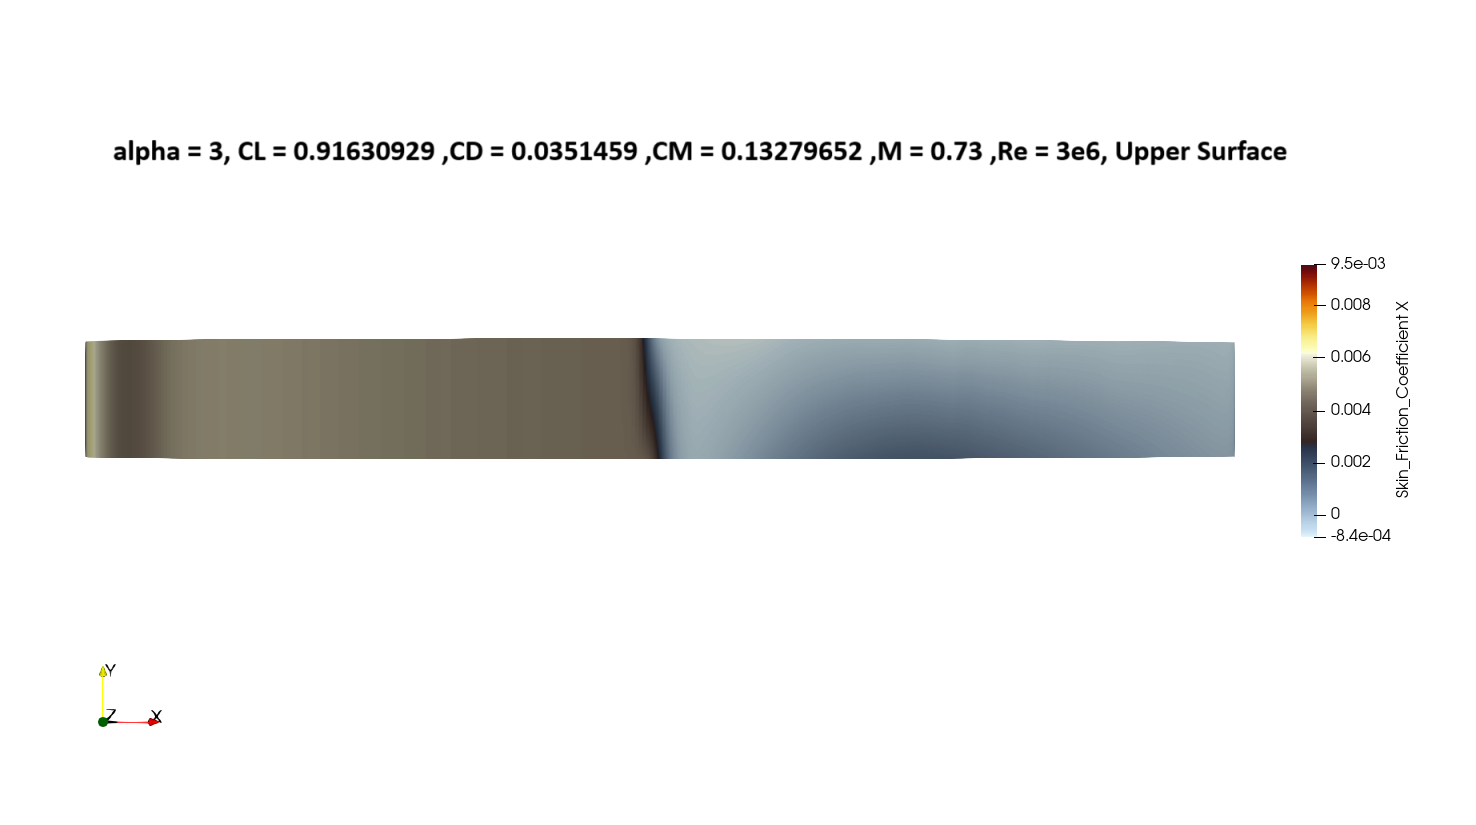 alpha = 3, CL = 0.91630929 ,CD = 0.0351459 ,CM = 0.13279652 ,M = 0.73 ,Re = 3e6, Upper Surface
9.5e-03
0.008
0.006
0.004
0.002
0
-8.4e-04
Skin_Friction_Coefficient X
Y
Z
X